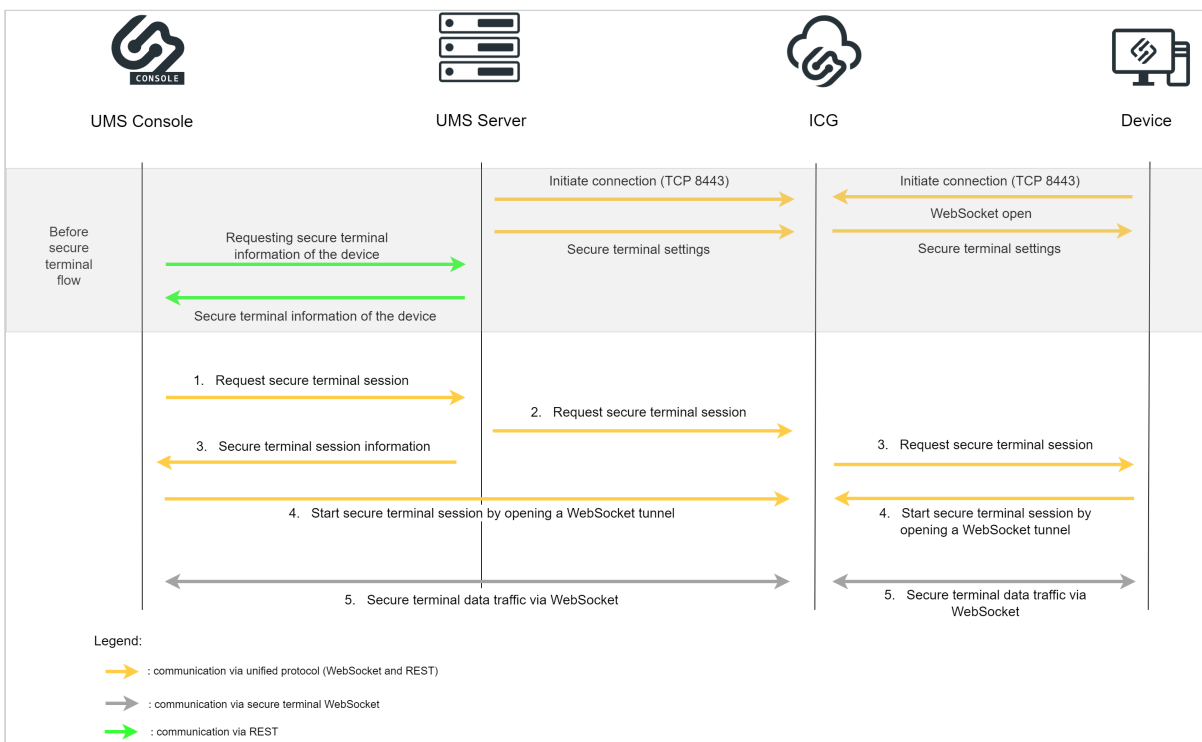 CONSOLE
UMS Console
UMS Server
ICG
Device
Before
secure
terminal
flow
Initiate connection (TCP 8443)
Initiate connection (TCP 8443)
WebSocket open
Requesting secure terminal
information of the device
Secure terminal settings
Secure terminal settings
Secure terminal information of the device
1. Request secure terminal session
2. Request secure terminal session
3. Secure terminal session information
3. Request secure terminal session
4. Start secure terminal session by opening a WebSocket tunnel
4. Start secure terminal session by
opening a WebSocket tunnel
5. Secure terminal data traffic via WebSocket
5. Secure terminal data traffic via
WebSocket
Legend:
: communication via unified protocol (WebSocket and REST)
: communication via secure terminal WebSocket
: communication via REST